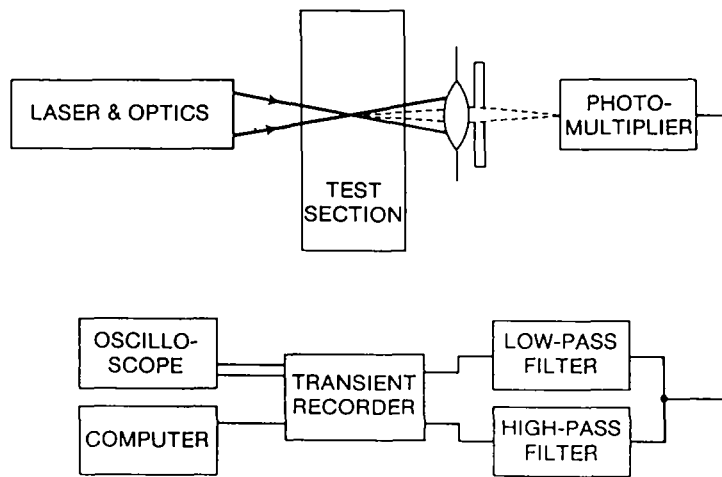 LASER & OPTICS
TEST
SECTION
PHOTO-
MULTIPLIER
OSCILLO-
SCOPE
COMPUTER
TRANSIENT
RECORDER
LOW-PASS
FILTER
HIGH-PASS
FILTER